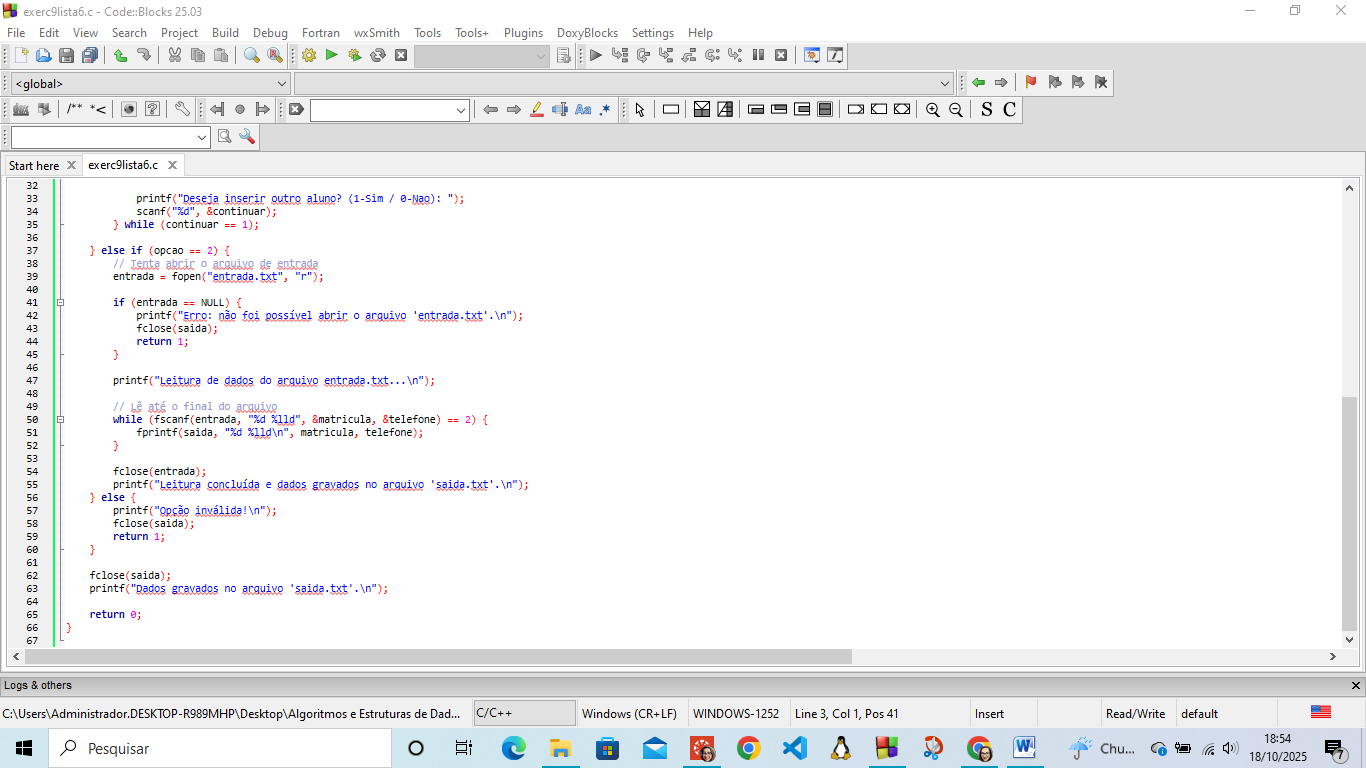 exerc9lista6.c - Code::Blocks 25.03
File Edit View Search Project Build Debug Fortran wxSmith Tools Tools+ Plugins DoxyBlocks Settings Help
<global>
/** *< Aa .* S C
Start here exerc9lista6.c
32
33 printf("Deseja inserir outro aluno? (1-Sim / 0-Nao): ");
34 scanf("%d", &continuar);
35 } while (continuar == 1);
36
37 } else if (opcao == 2) {
38 // Tenta abrir o arquivo de entrada
39 entrada = fopen("entrada.txt", "r");
40
41 if (entrada == NULL) {
42 printf("Erro: não foi possível abrir o arquivo 'entrada.txt'.\n");
43 fclose(saida);
44 return 1;
45 }
46
47 printf("Leitura de dados do arquivo entrada.txt...\n");
48
49 // Lê até o final do arquivo
50 while (fscanf(entrada, "%d %lld", &matricula, &telefone) == 2) {
51 fprintf(saida, "%d %lld\n", matricula, telefone);
52 }
53
54 fclose(entrada);
55 printf("Leitura concluída e dados gravados no arquivo 'saida.txt'.\n");
56 } else {
57 printf("Opção inválida!\n");
58 fclose(saida);
59 return 1;
60 }
61
62 fclose(saida);
63 printf("Dados gravados no arquivo 'saida.txt'.\n");
64
65 return 0;
66 }
67
Logs & others
C:\Users\Administrador.DESKTOP-R989MHP\Desktop\Algoritmos e Estruturas de Dad... C/C++ Windows (CR+LF) WINDOWS-1252 Line 3, Col 1, Pos 41 Insert Read/Write default
Pesquisar Chu... 18:54
18/10/2025 7